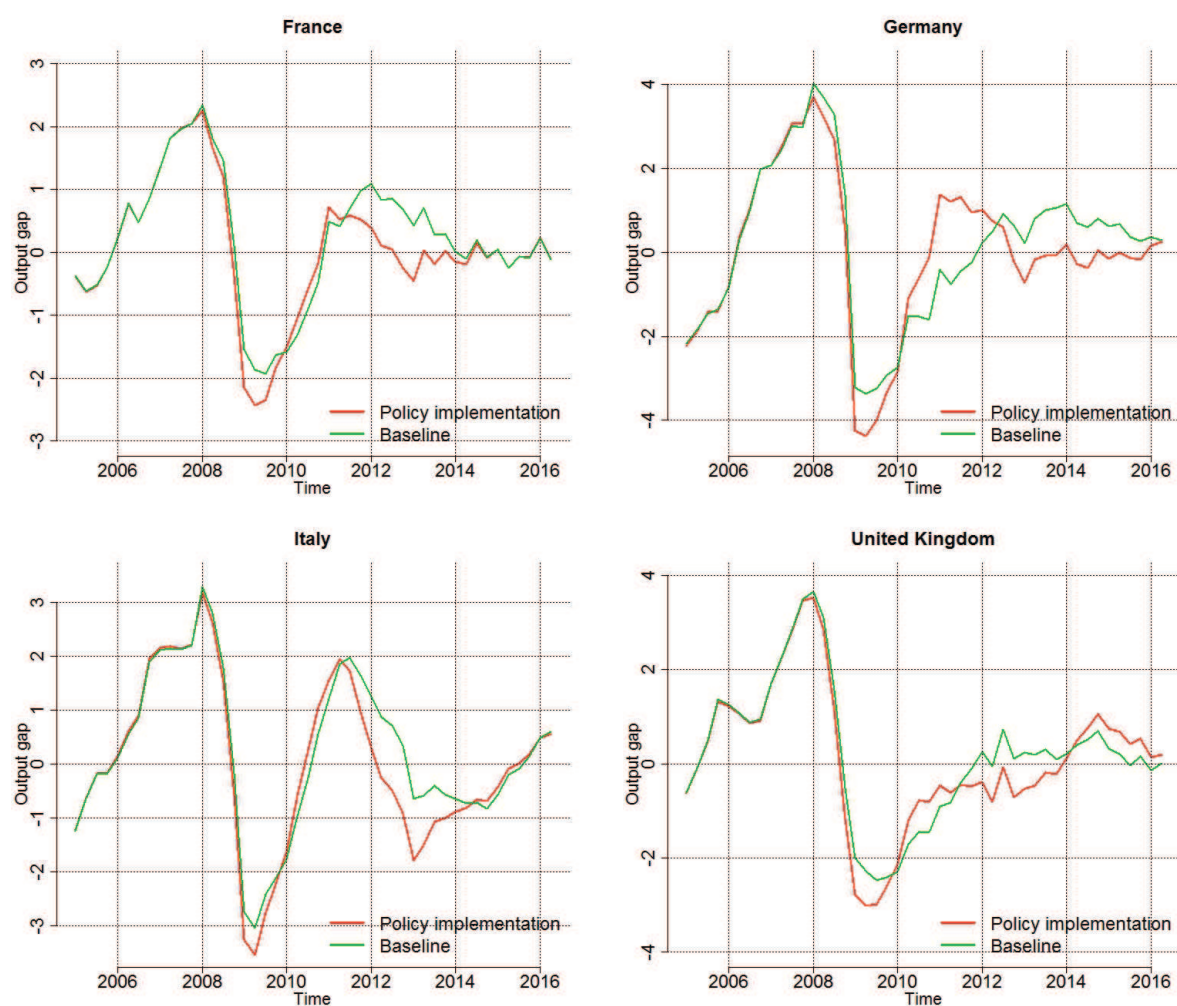 France
3
2
1
0
-1
-2
-3
Output gap
Policy implementation
Baseline
2006 2008 2010 2012 2014 2016
Time
Germany
4
2
0
-2
-4
Output gap
Policy implementation
Baseline
2006 2008 2010 2012 2014 2016
Time
Italy
3
2
1
0
-1
-2
-3
Output gap
Policy implementation
Baseline
2006 2008 2010 2012 2014 2016
Time
United Kingdom
4
2
0
-2
-4
Output gap
Policy implementation
Baseline
2006 2008 2010 2012 2014 2016
Time